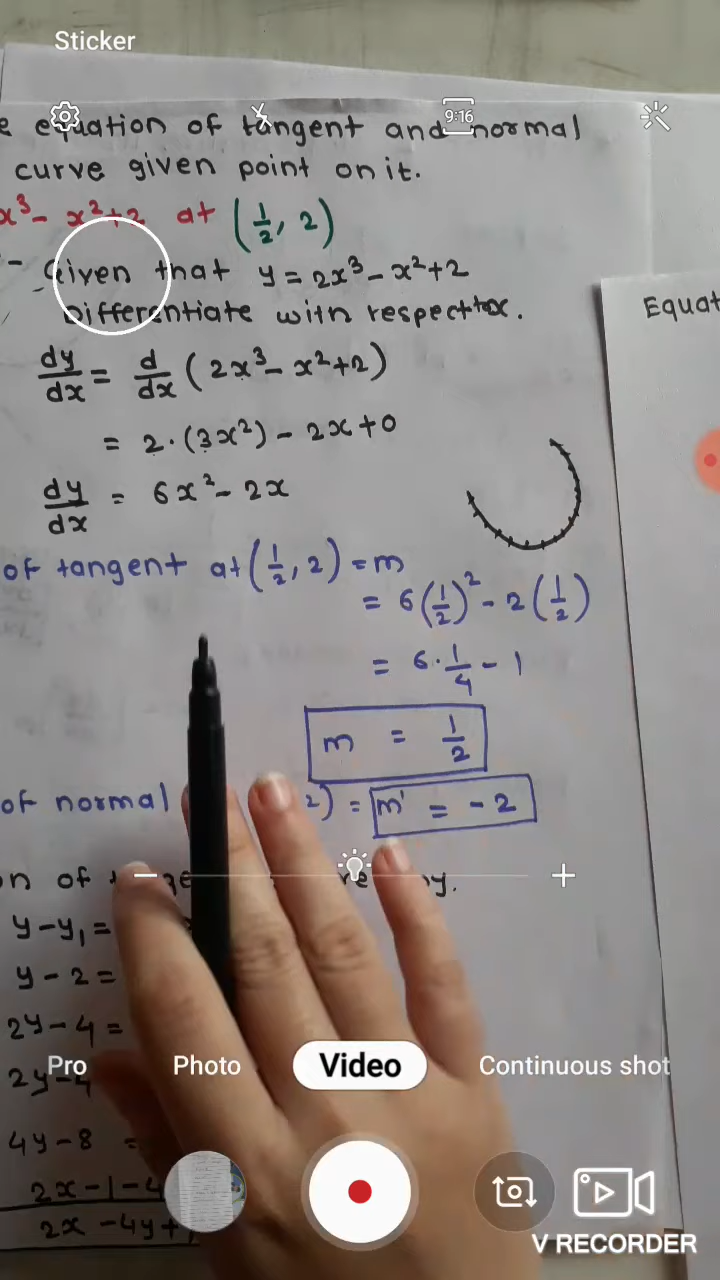 Sticker
9:16
e equation of tangent and normal
curve given point on it.
x³ - x²+2 at (1/2, 2)
Given that y = 2x³ - x²+2
Differentiate with respect to x.
Equat
dy/dx = d/dx (2x³ - x²+2)
= 2·(3x²) - 2x+0
dy/dx = 6x² - 2x
of tangent at (1/2, 2) = m
= 6(1/2)² - 2(1/2)
= 6·1/4 - 1
m = 1/2
of normal 2) = m' = -2
on of
y-y₁ =
y-2 =
2y-4 =
2y-4
4y-8 =
2x-1-4
2x-4y+
Pro Photo Video Continuous shot
V RECORDER